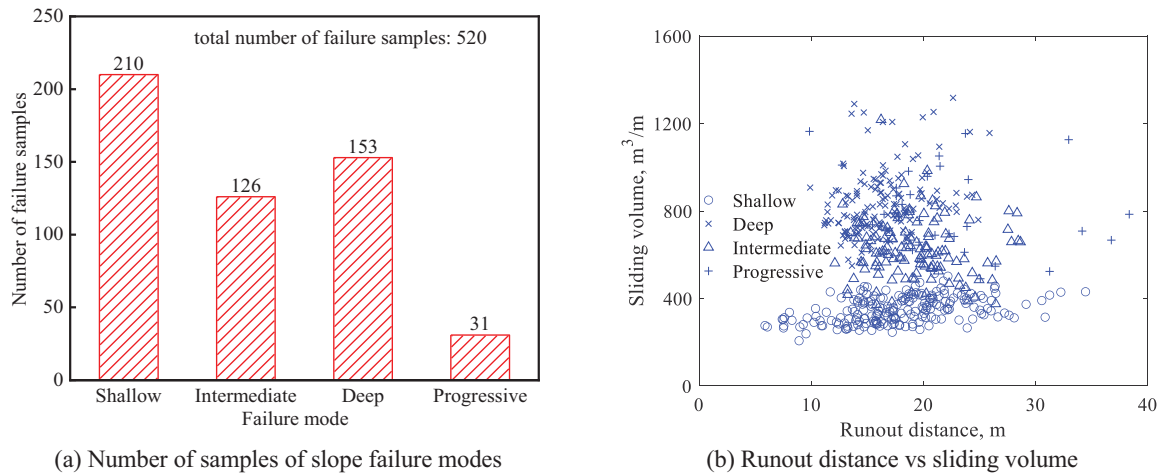 250
200
150
100
50
0
Number of failure samples
total number of failure samples: 520
210
126
153
31
Shallow
Intermediate
Deep
Progressive
Failure mode
(a) Number of samples of slope failure modes
1600
1200
800
400
0
Sliding volume, m³/m
Shallow
Deep
Intermediate
Progressive
0
10
20
30
40
Runout distance, m
(b) Runout distance vs sliding volume